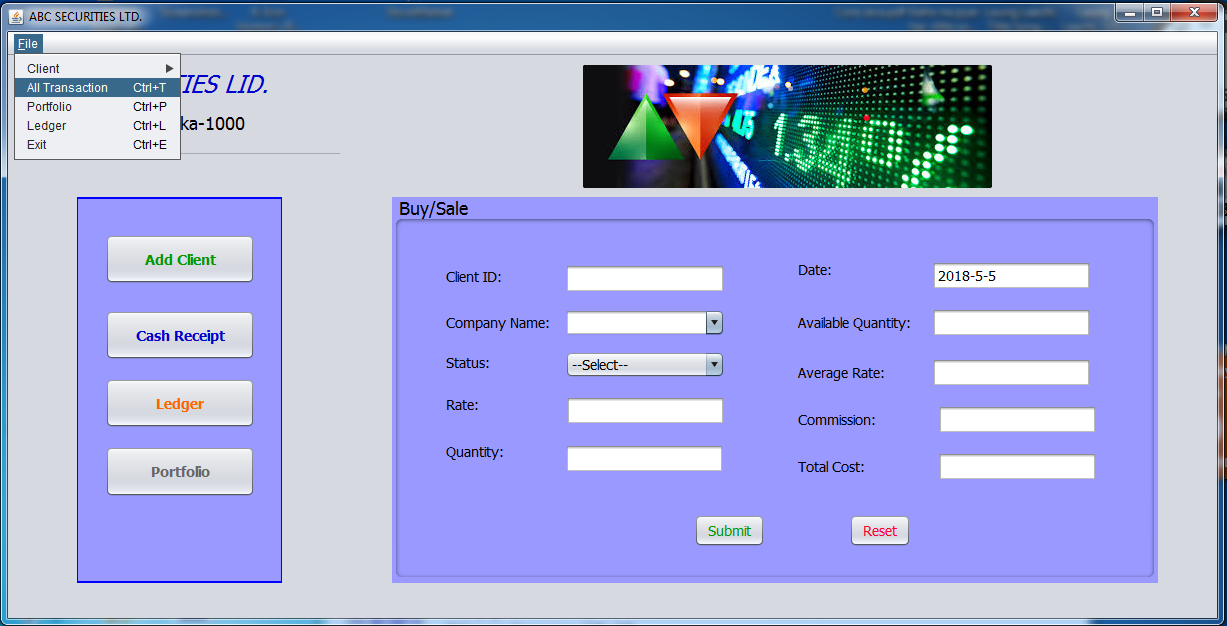 ABC SECURITIES LTD.
File
Client
All Transaction Ctrl+T
Portfolio Ctrl+P
Ledger Ctrl+L
Exit Ctrl+E
TIES LTD.
ka-1000
Add Client
Cash Receipt
Ledger
Portfolio
Buy/Sale
Client ID:
Date: 2018-5-5
Company Name:
Available Quantity:
Status: --Select--
Average Rate:
Rate:
Commission:
Quantity:
Total Cost:
Submit Reset